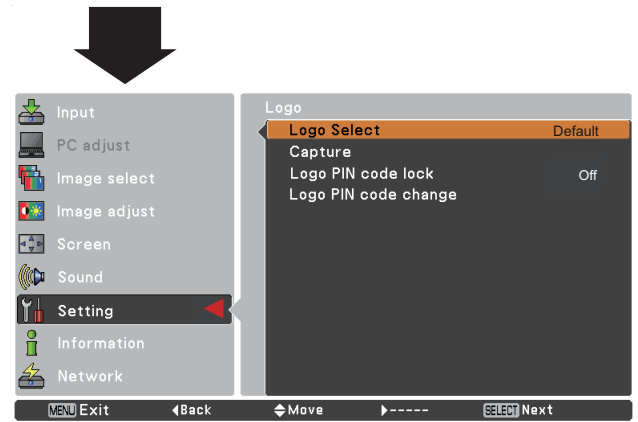 Input
PC adjust
Image select
Image adjust
Screen
Sound
Setting
Information
Network
Logo
Logo Select Default
Capture
Logo PIN code lock Off
Logo PIN code change
MENU Exit ◀Back ◆Move ▶----- SELECT Next